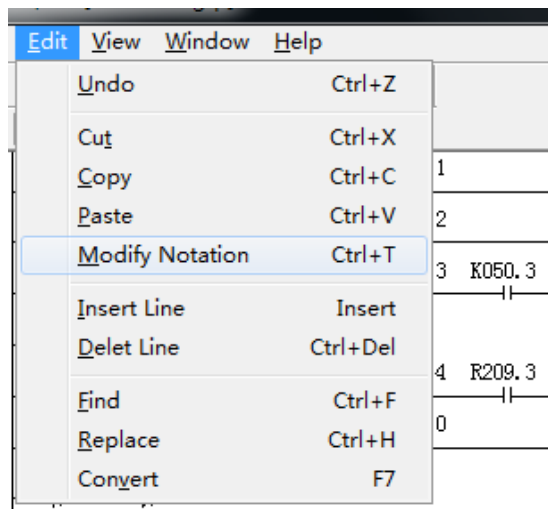 Edit View Window Help
Undo Ctrl+Z
Cut Ctrl+X
Copy Ctrl+C
1
Paste Ctrl+V
2
Modify Notation Ctrl+T
3 K050.3
Insert Line Insert
Delet Line Ctrl+Del
4 R209.3
Find Ctrl+F
0
Replace Ctrl+H
Convert F7